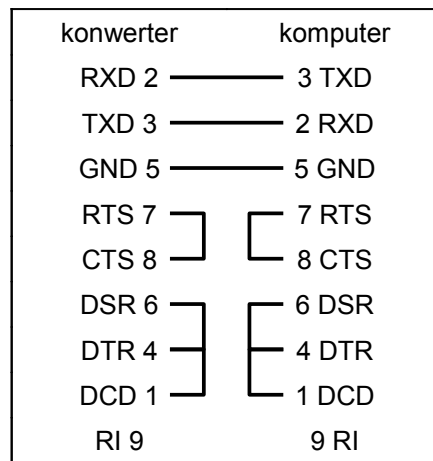 konwerter komputer
RXD 2 3 TXD
TXD 3 2 RXD
GND 5 5 GND
RTS 7 7 RTS
CTS 8 8 CTS
DSR 6 6 DSR
DTR 4 4 DTR
DCD 1 1 DCD
RI 9 9 RI